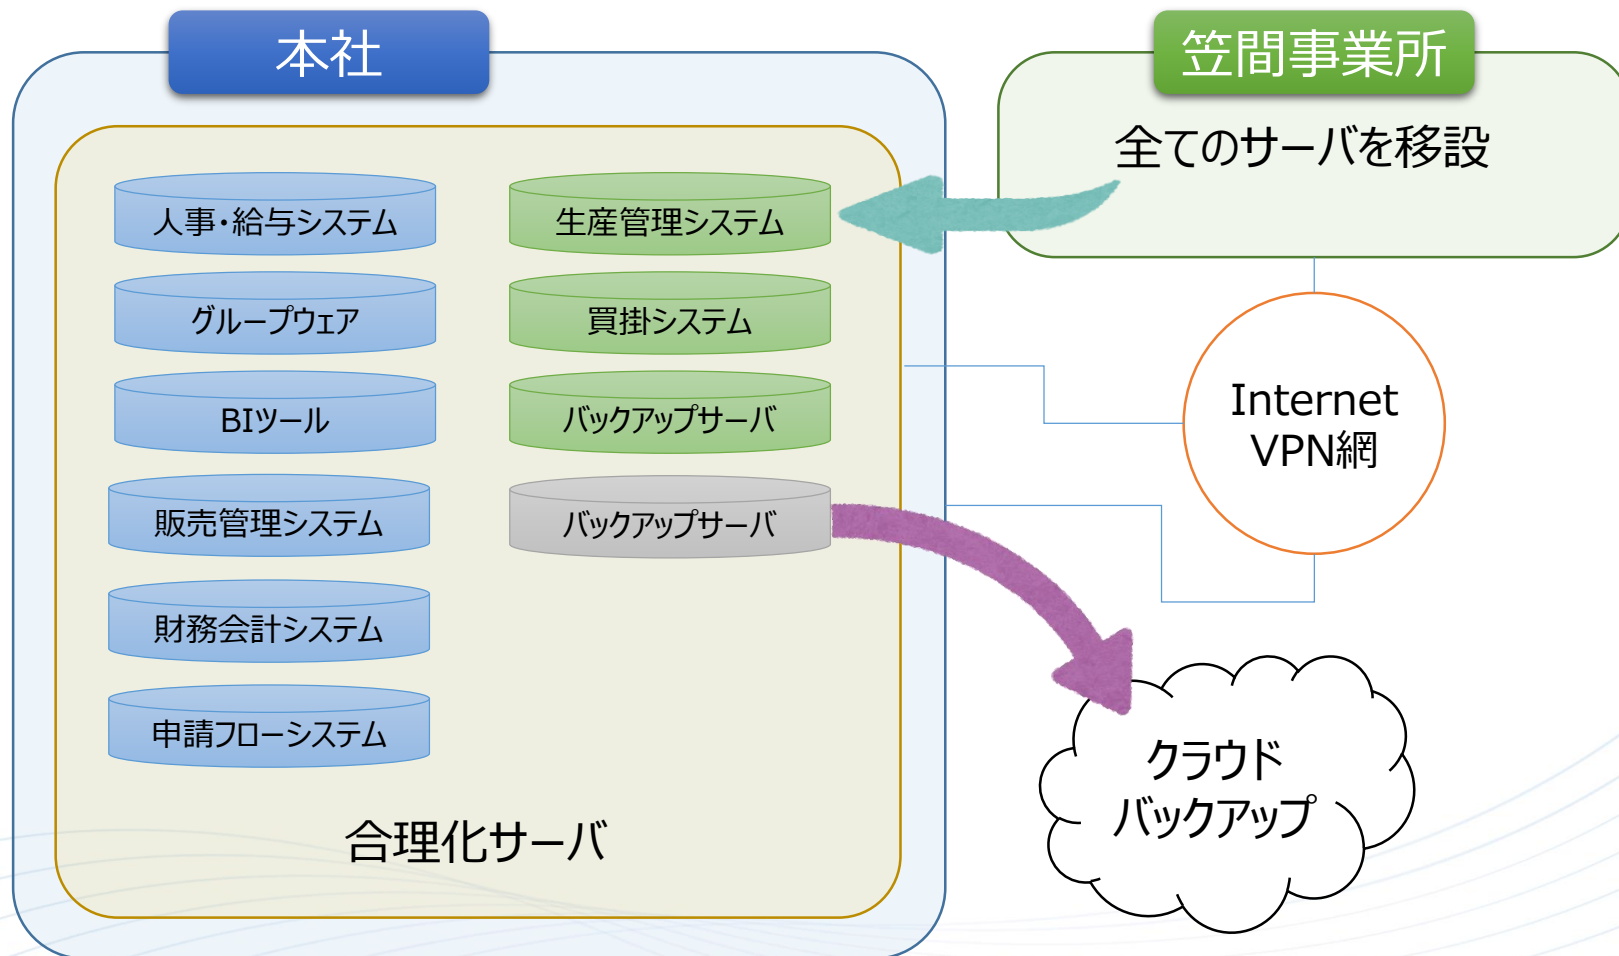 本社
笠間事業所
全てのサーバを移設
人事・給与システム
グループウェア
BIツール
販売管理システム
財務会計システム
申請フローシステム
生産管理システム
買掛システム
バックアップサーバ
バックアップサーバ
合理化サーバ
Internet
VPN網
クラウド
バックアップ